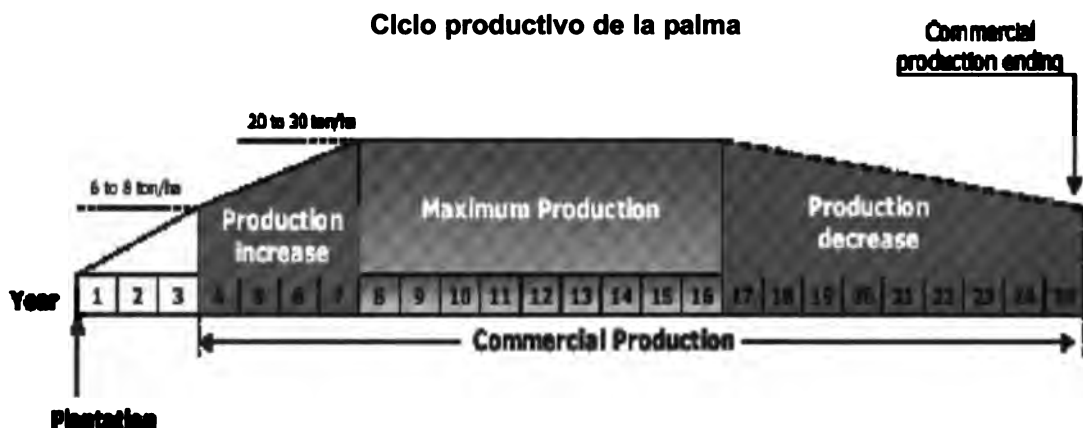 Ciclo productivo de la palma
Commercial
production ending
20 to 30 ton/ha
6 to 8 ton/ha
Production
increase
Maximum Production
Production
decrease
Year 1 2 3 4 5 6 7 8 9 10 11 12 13 14 15 16 17 18 19 20 21 22 23 24 25
Commercial Production
Plantation